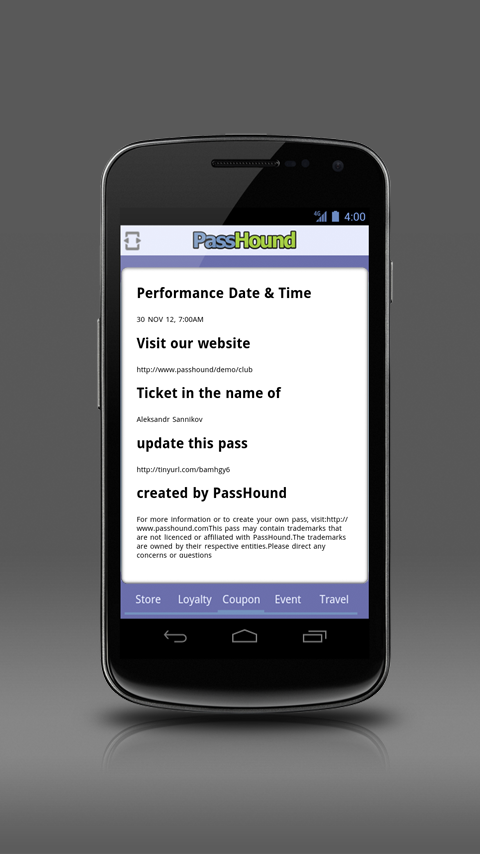 4G 4:00
PassHound
Performance Date & Time
30 NOV 12, 7:00AM
Visit our website
http://www.passhound/demo/club
Ticket in the name of
Aleksandr Sannikov
update this pass
http://tinyurl.com/bamhgy6
created by PassHound
For more information or to create your own pass, visit:http://
www.passhound.comThis pass may contain trademarks that
are not licenced or affiliated with PassHound.The trademarks
are owned by their respective entities.Please direct any
concerns or questions
Store Loyalty Coupon Event Travel